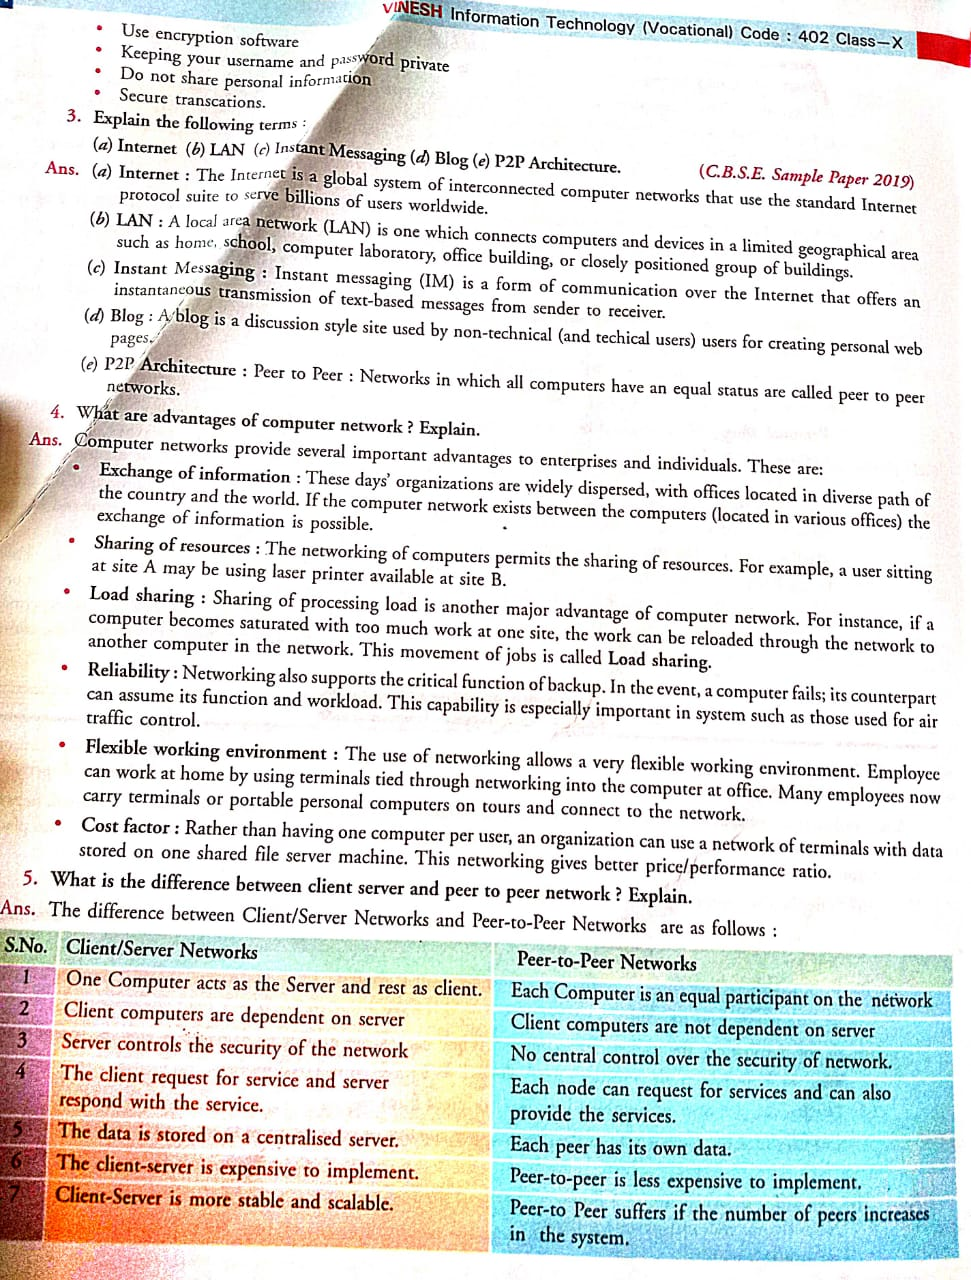 VINESH Information Technology (Vocational) Code : 402 Class—X
• Use encryption software
• Keeping your username and password private
• Do not share personal information
• Secure transcations.
3. Explain the following terms :
(a) Internet (b) LAN (c) Instant Messaging (d) Blog (e) P2P Architecture.
(C.B.S.E. Sample Paper 2019)
Ans. (a) Internet : The Internet is a global system of interconnected computer networks that use the standard Internet
protocol suite to serve billions of users worldwide.
(b) LAN : A local area network (LAN) is one which connects computers and devices in a limited geographical area
such as home, school, computer laboratory, office building, or closely positioned group of buildings.
(c) Instant Messaging : Instant messaging (IM) is a form of communication over the Internet that offers an
instantaneous transmission of text-based messages from sender to receiver.
(d) Blog : A blog is a discussion style site used by non-technical (and techical users) users for creating personal web
pages.
(e) P2P Architecture : Peer to Peer : Networks in which all computers have an equal status are called peer to peer
networks.
4. What are advantages of computer network ? Explain.
Ans. Computer networks provide several important advantages to enterprises and individuals. These are:
• Exchange of information : These days' organizations are widely dispersed, with offices located in diverse path of
the country and the world. If the computer network exists between the computers (located in various offices) the
exchange of information is possible.
• Sharing of resources : The networking of computers permits the sharing of resources. For example, a user sitting
at site A may be using laser printer available at site B.
• Load sharing : Sharing of processing load is another major advantage of computer network. For instance, if a
computer becomes saturated with too much work at one site, the work can be reloaded through the network to
another computer in the network. This movement of jobs is called Load sharing.
• Reliability : Networking also supports the critical function of backup. In the event, a computer fails; its counterpart
can assume its function and workload. This capability is especially important in system such as those used for air
traffic control.
• Flexible working environment : The use of networking allows a very flexible working environment. Employee
can work at home by using terminals tied through networking into the computer at office. Many employees now
carry terminals or portable personal computers on tours and connect to the network.
• Cost factor : Rather than having one computer per user, an organization can use a network of terminals with data
stored on one shared file server machine. This networking gives better price/performance ratio.
5. What is the difference between client server and peer to peer network ? Explain.
Ans. The difference between Client/Server Networks and Peer-to-Peer Networks are as follows :
S.No. Client/Server Networks Peer-to-Peer Networks
1 One Computer acts as the Server and rest as client. Each Computer is an equal participant on the network
2 Client computers are dependent on server Client computers are not dependent on server
3 Server controls the security of the network No central control over the security of network.
4 The client request for service and server Each node can request for services and can also
respond with the service. provide the services.
5 The data is stored on a centralised server. Each peer has its own data.
6 The client-server is expensive to implement. Peer-to-peer is less expensive to implement.
7 Client-Server is more stable and scalable. Peer-to Peer suffers if the number of peers increases
in the system.